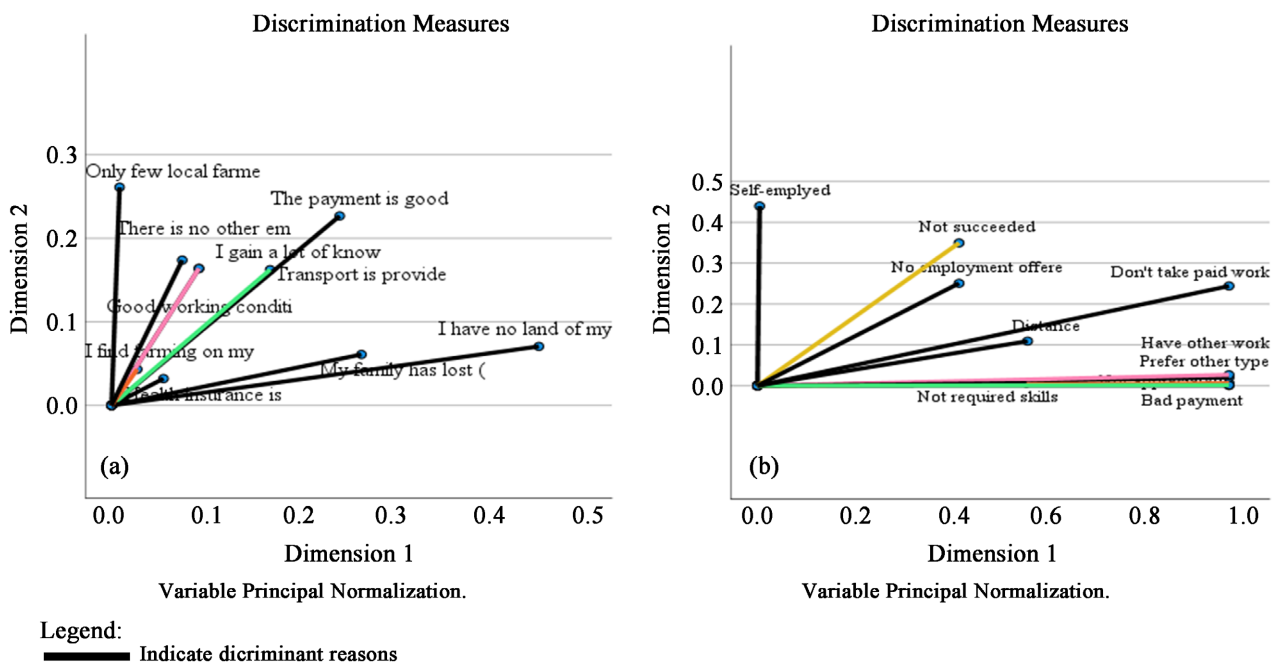 Discrimination Measures
Dimension 2
0.3
0.2
0.1
0.0
Only few local farme
The payment is good
There is no other em
I gain a lot of know
Transport is provide
Good working conditi
I have no land of my
I find farming on my
My family has lost (
Health insurance is
(a)
0.0 0.1 0.2 0.3 0.4 0.5
Dimension 1
Variable Principal Normalization.
Discrimination Measures
Dimension 2
0.5
0.4
0.3
0.2
0.1
0.0
Self-emplyed
Not succeeded
No employment offere
Don't take paid work
Distance
Have other work
Prefer other type
Not required skills
Bad payment
(b)
0.0 0.2 0.4 0.6 0.8 1.0
Dimension 1
Variable Principal Normalization.
Legend:
Indicate dicriminant reasons